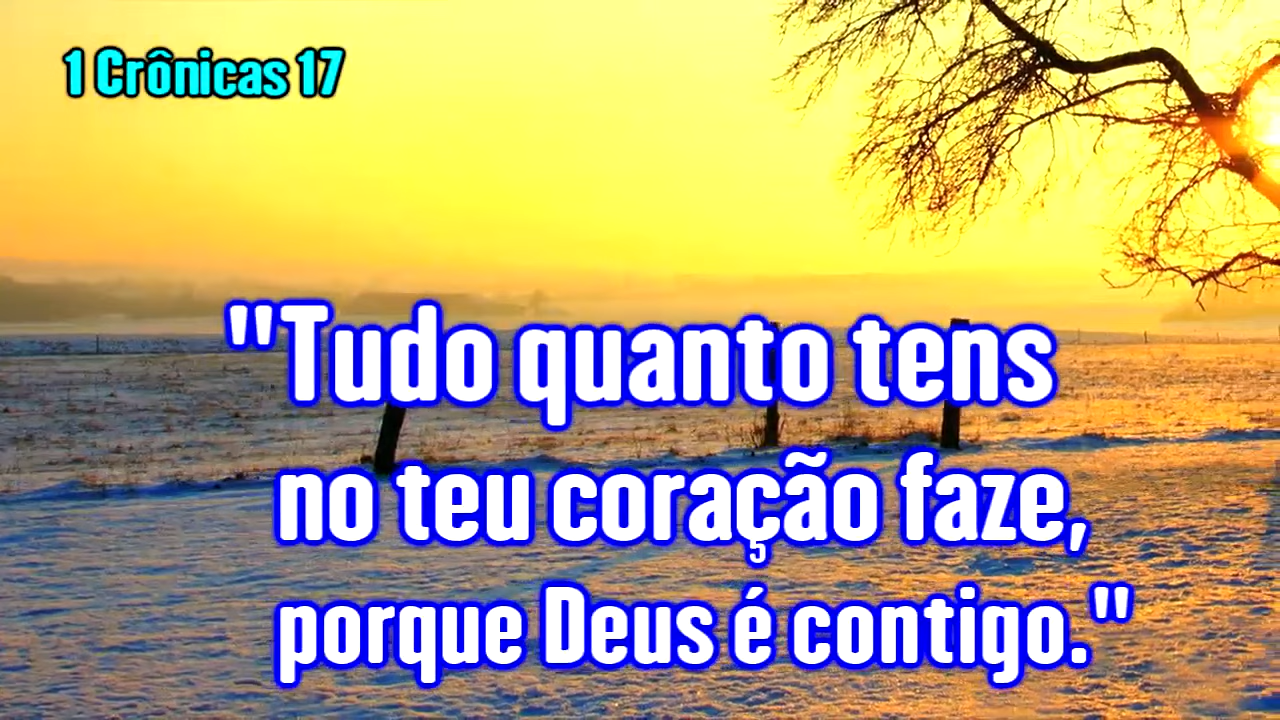 1 Crônicas 17
"Tudo quanto tens
no teu coração faze,
porque Deus é contigo."